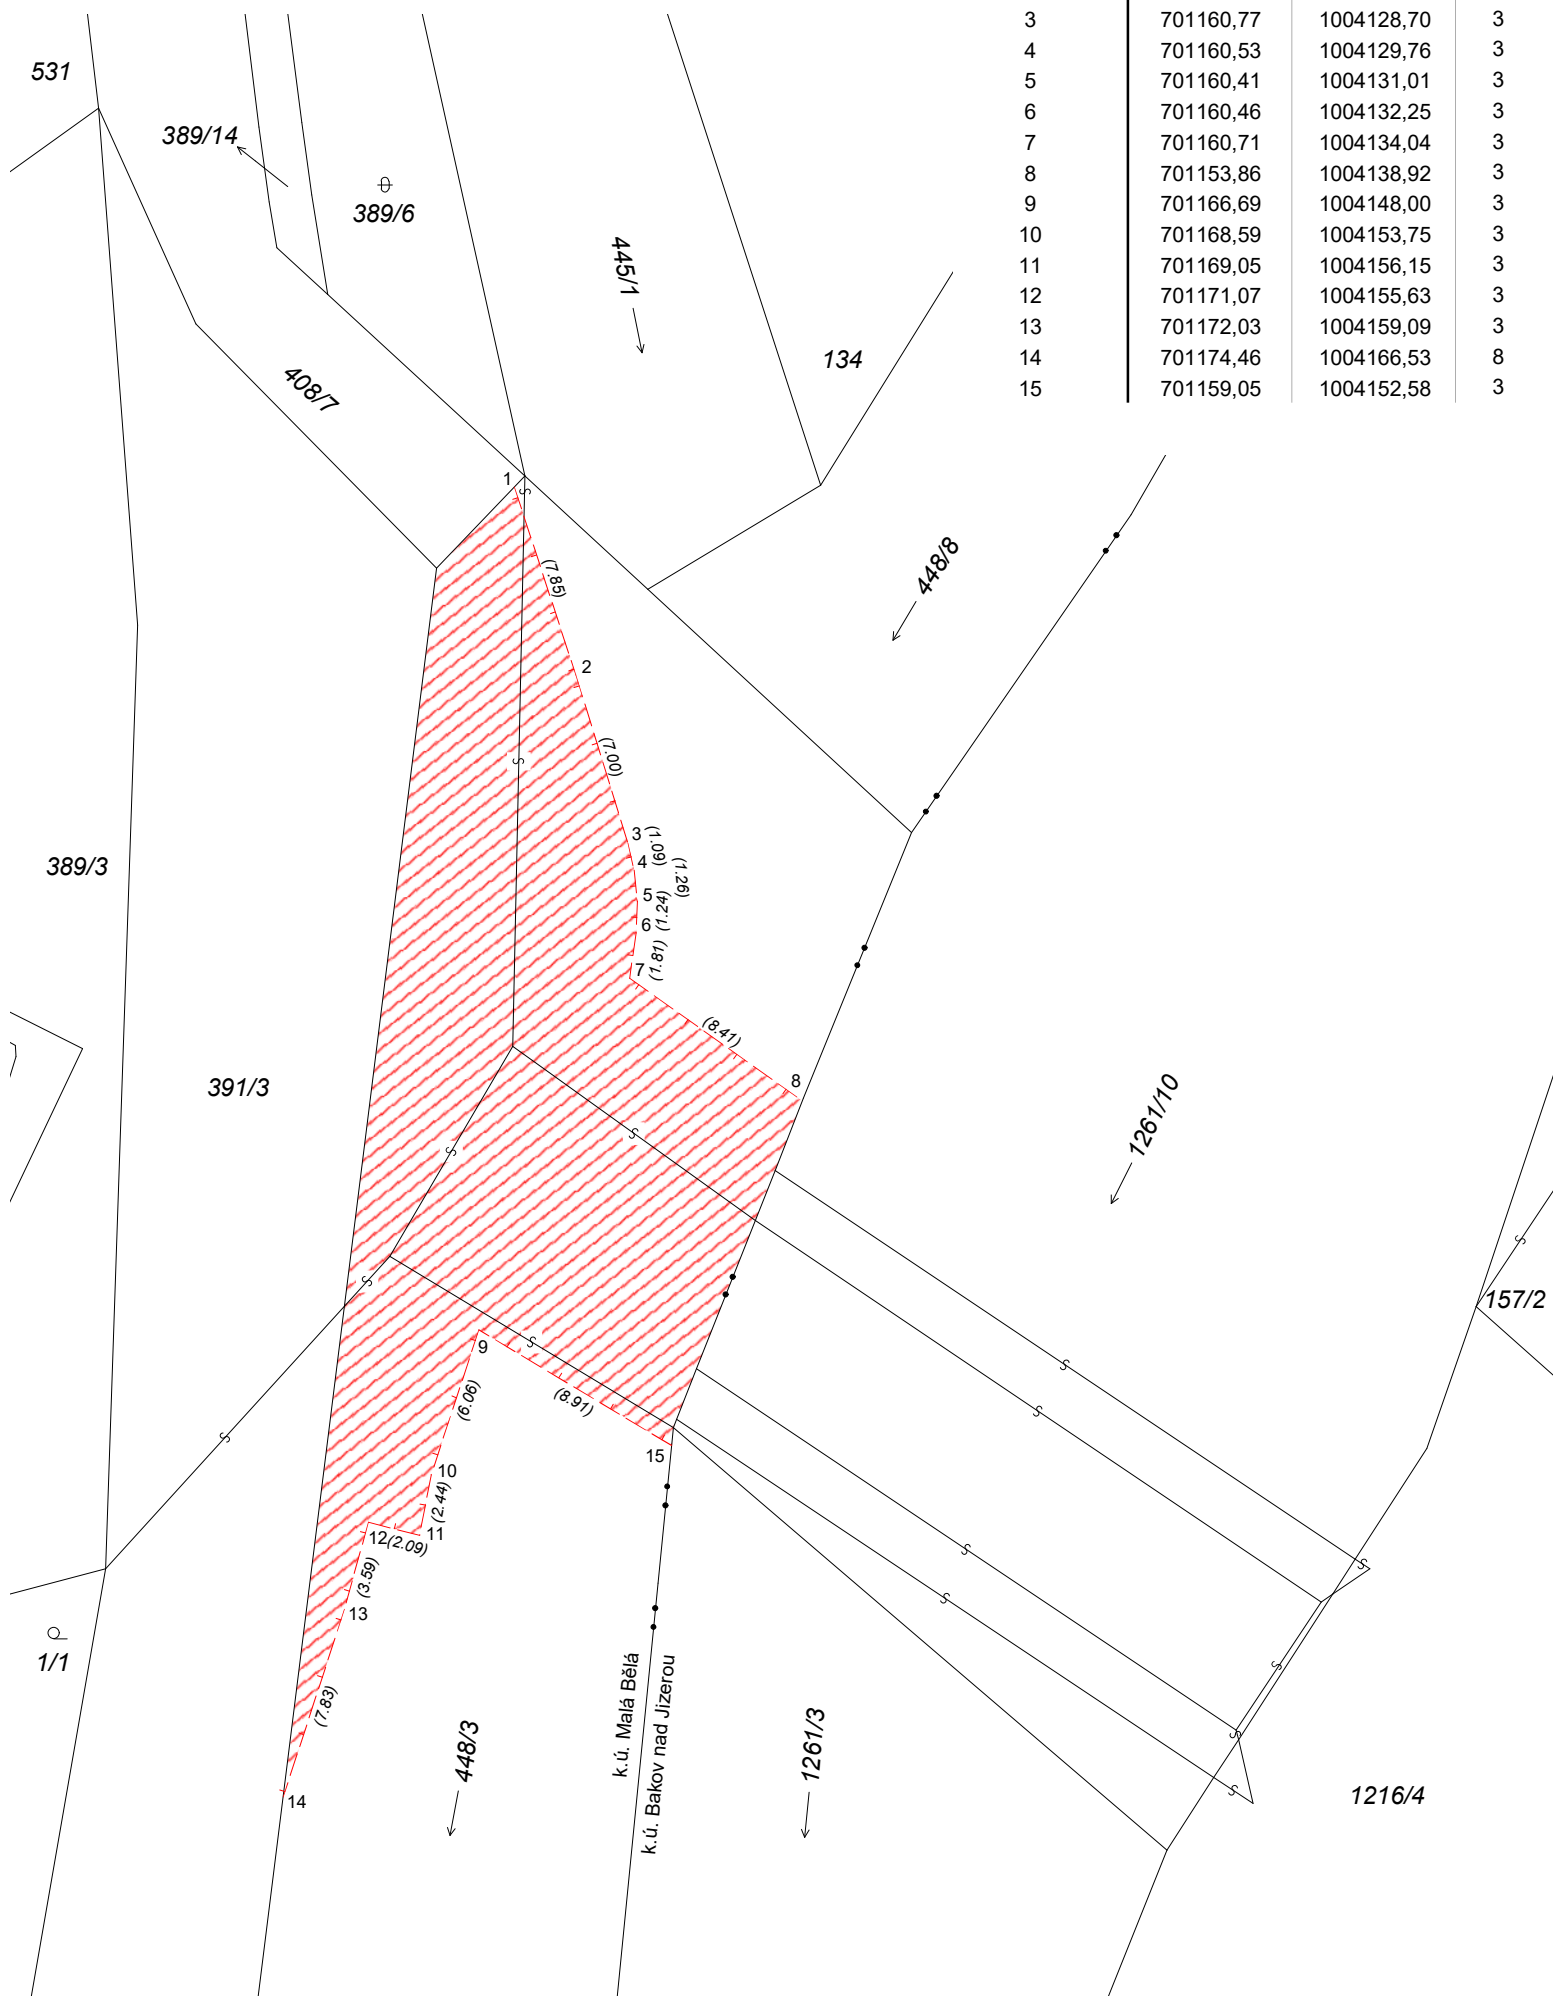 3 701160,77 1004128,70 3
4 701160,53 1004129,76 3
5 701160,41 1004131,01 3
6 701160,46 1004132,25 3
7 701160,71 1004134,04 3
8 701153,86 1004138,92 3
9 701166,69 1004148,00 3
10 701168,59 1004153,75 3
11 701169,05 1004156,15 3
12 701171,07 1004155,63 3
13 701172,03 1004159,09 3
14 701174,46 1004166,53 8
15 701159,05 1004152,58 3
531
389/14
389/6
445/1
134
408/7
1
448/8
(7.85)
2
(7.00)
3
(1.09)
4
(1.26)
5
(1.24)
6
(1.81)
7
389/3
(8.41)
8
391/3
1261/10
157/2
9
(6.06)
(8.91)
15
10
(2.44)
11
12
(2.09)
(3.59)
13
1/1
(7.83)
14
448/3
k.ú. Malá Bělá
k.ú. Bakov nad Jizerou
1261/3
1216/4